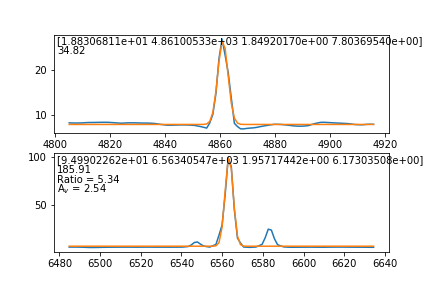 [1.88306811e+01 4.86100533e+03 1.84920170e+00 7.80369540e+00]
34.82
20
10
4800 4820 4840 4860 4880 4900 4920
[9.49902262e+01 6.56340547e+03 1.95717442e+00 6.17303508e+00]
185.91
Ratio = 5.34
Aᵥ = 2.54
100
50
6480 6500 6520 6540 6560 6580 6600 6620 6640